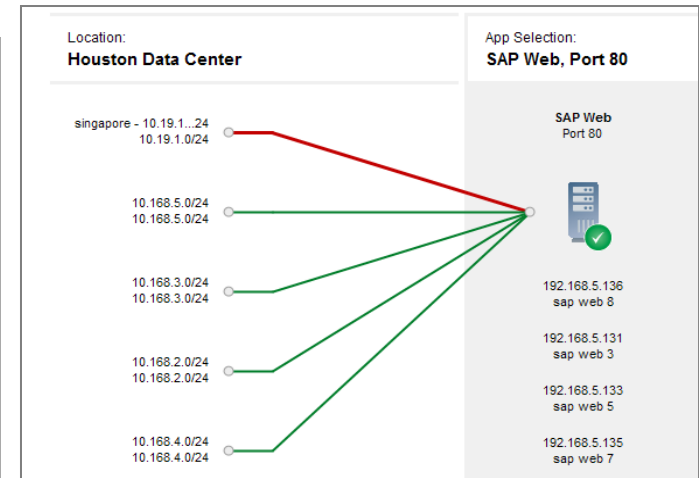 Location:
Houston Data Center
App Selection:
SAP Web, Port 80
singapore - 10.19.1...24
10.19.1.0/24
10.168.5.0/24
10.168.5.0/24
10.168.3.0/24
10.168.3.0/24
10.168.2.0/24
10.168.2.0/24
10.168.4.0/24
10.168.4.0/24
SAP Web
Port 80
192.168.5.136
sap web 8
192.168.5.131
sap web 3
192.168.5.133
sap web 5
192.168.5.135
sap web 7